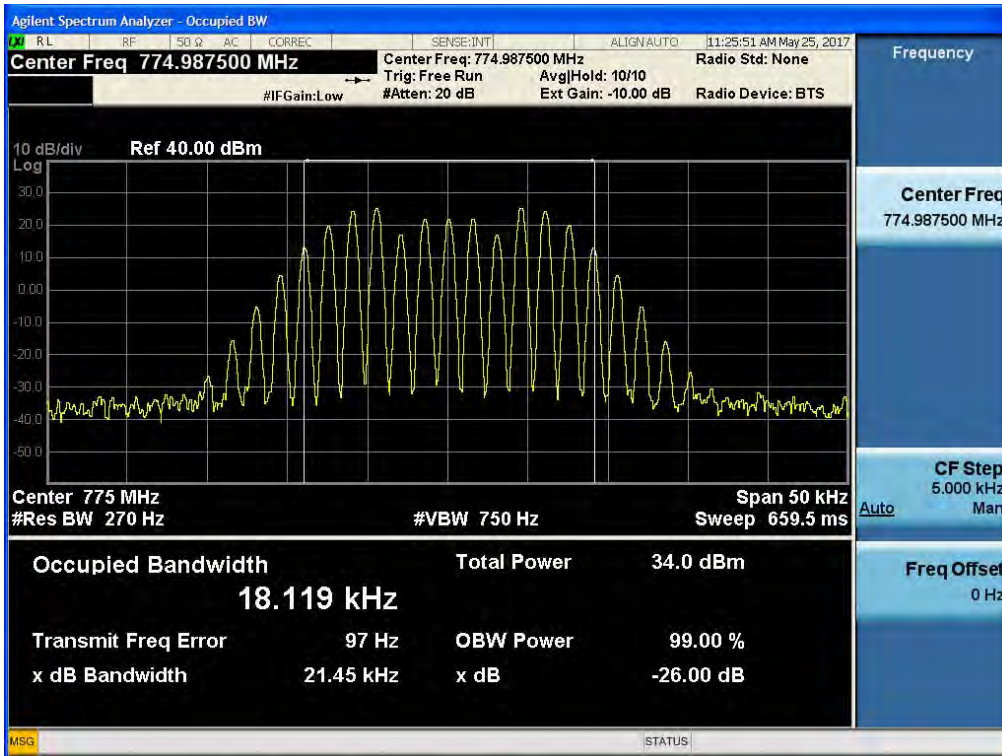 Agilent Spectrum Analyzer - Occupied BW
LXI RL RF 50 Ω AC CORREC SENSE:INT ALIGN AUTO 11:25:51 AM May 25, 2017
Center Freq 774.987500 MHz Center Freq: 774.987500 MHz Radio Std: None Frequency
Trig: Free Run Avg|Hold: 10/10
#IFGain:Low #Atten: 20 dB Ext Gain: -10.00 dB Radio Device: BTS
10 dB/div Ref 40.00 dBm
Log
30.0
20.0
10.0
0.00
-10.0
-20.0
-30.0
-40.0
-50.0
Center Freq
774.987500 MHz
Center 775 MHz Span 50 kHz
#Res BW 270 Hz #VBW 750 Hz Sweep 659.5 ms
CF Step
5.000 kHz
Auto Man
Occupied Bandwidth Total Power 34.0 dBm
18.119 kHz
Transmit Freq Error 97 Hz OBW Power 99.00 %
x dB Bandwidth 21.45 kHz x dB -26.00 dB
Freq Offset
0 Hz
MSG STATUS